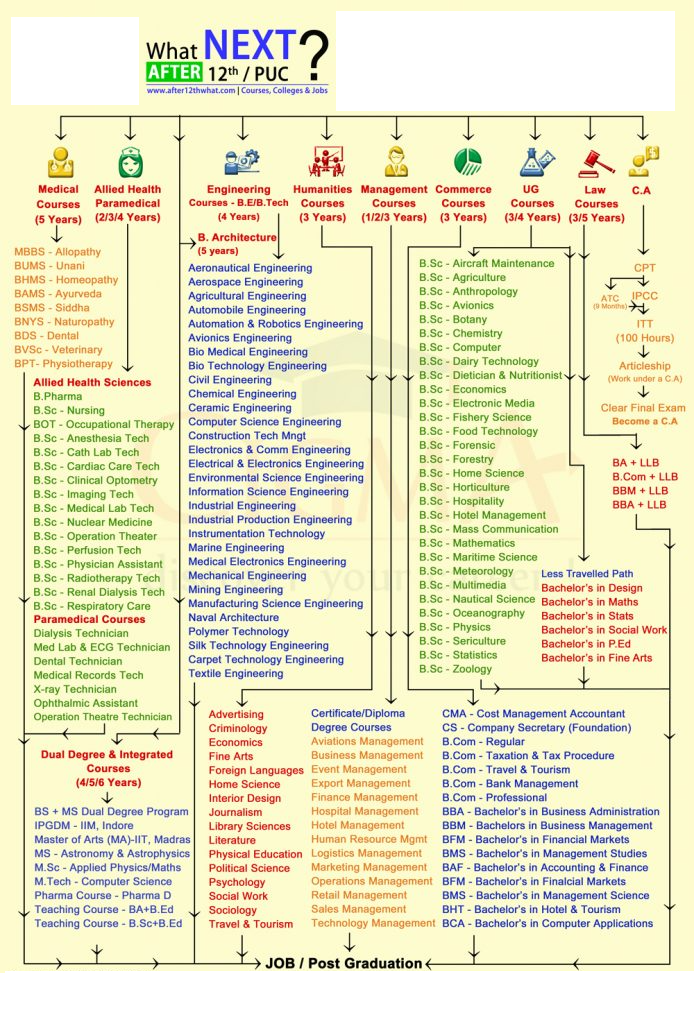 What NEXT ?
AFTER 12th / PUC
www.after12thwhat.com | Courses, Colleges & Jobs
Medical
Courses
(5 Years)
Allied Health
Paramedical
(2/3/4 Years)
Engineering
Courses - B.E/B.Tech
(4 Years)
Humanities
Courses
(3 Years)
Management
Courses
(1/2/3 Years)
Commerce
Courses
(3 Years)
UG
Courses
(3/4 Years)
Law
Courses
(3/5 Years)
C.A
MBBS - Allopathy
BUMS - Unani
BHMS - Homeopathy
BAMS - Ayurveda
BSMS - Siddha
BNYS - Naturopathy
BDS - Dental
BVSc - Veterinary
BPT- Physiotherapy
Allied Health Sciences
B.Pharma
B.Sc - Nursing
BOT - Occupational Therapy
B.Sc - Anesthesia Tech
B.Sc - Cath Lab Tech
B.Sc - Cardiac Care Tech
B.Sc - Clinical Optometry
B.Sc - Imaging Tech
B.Sc - Medical Lab Tech
B.Sc - Nuclear Medicine
B.Sc - Operation Theater
B.Sc - Perfusion Tech
B.Sc - Physician Assistant
B.Sc - Radiotherapy Tech
B.Sc - Renal Dialysis Tech
B.Sc - Respiratory Care
Paramedical Courses
Dialysis Technician
Med Lab & ECG Technician
Dental Technician
Medical Records Tech
X-ray Technician
Ophthalmic Assistant
Operation Theatre Technician
Dual Degree & Integrated
Courses
(4/5/6 Years)
BS + MS Dual Degree Program
IPGDM - IIM, Indore
Master of Arts (MA)-IIT, Madras
MS - Astronomy & Astrophysics
M.Sc - Applied Physics/Maths
M.Tech - Computer Science
Pharma Course - Pharma D
Teaching Course - BA+B.Ed
Teaching Course - B.Sc+B.Ed
B. Architecture
(5 years)
Aeronautical Engineering
Aerospace Engineering
Agricultural Engineering
Automobile Engineering
Automation & Robotics Engineering
Avionics Engineering
Bio Medical Engineering
Bio Technology Engineering
Civil Engineering
Chemical Engineering
Ceramic Engineering
Computer Science Engineering
Construction Tech Mngt
Electronics & Comm Engineering
Electrical & Electronics Engineering
Environmental Science Engineering
Information Science Engineering
Industrial Engineering
Industrial Production Engineering
Instrumentation Technology
Marine Engineering
Medical Electronics Engineering
Mechanical Engineering
Mining Engineering
Manufacturing Science Engineering
Naval Architecture
Polymer Technology
Silk Technology Engineering
Carpet Technology Engineering
Textile Engineering
Advertising
Criminology
Economics
Fine Arts
Foreign Languages
Home Science
Interior Design
Journalism
Library Sciences
Literature
Physical Education
Political Science
Psychology
Social Work
Sociology
Travel & Tourism
Certificate/Diploma
Degree Courses
Aviations Management
Business Management
Event Management
Export Management
Finance Management
Hospital Management
Hotel Management
Human Resource Mgmt
Logistics Management
Marketing Management
Operations Management
Retail Management
Sales Management
Technology Management
B.Sc - Aircraft Maintenance
B.Sc - Agriculture
B.Sc - Anthropology
B.Sc - Avionics
B.Sc - Botany
B.Sc - Chemistry
B.Sc - Computer
B.Sc - Dairy Technology
B.Sc - Dietician & Nutritionist
B.Sc - Economics
B.Sc - Electronic Media
B.Sc - Fishery Science
B.Sc - Food Technology
B.Sc - Forensic
B.Sc - Forestry
B.Sc - Home Science
B.Sc - Horticulture
B.Sc - Hospitality
B.Sc - Hotel Management
B.Sc - Mass Communication
B.Sc - Mathematics
B.Sc - Maritime Science
B.Sc - Meteorology
B.Sc - Multimedia
B.Sc - Nautical Science
B.Sc - Oceanography
B.Sc - Physics
B.Sc - Sericulture
B.Sc - Statistics
B.Sc - Zoology
Less Travelled Path
Bachelor's in Design
Bachelor's in Maths
Bachelor's in Stats
Bachelor's in Social Work
Bachelor's in P.Ed
Bachelor's in Fine Arts
CPT
ATC
(9 Months)
IPCC
ITT
(100 Hours)
Articleship
(Work under a C.A)
Clear Final Exam
Become a C.A
BA + LLB
B.Com + LLB
BBM + LLB
BBA + LLB
CMA - Cost Management Accountant
CS - Company Secretary (Foundation)
B.Com - Regular
B.Com - Taxation & Tax Procedure
B.Com - Travel & Tourism
B.Com - Bank Management
B.Com - Professional
BBA - Bachelor's in Business Administration
BBM - Bachelors in Business Management
BFM - Bachelor's in Financial Markets
BMS - Bachelor's in Management Studies
BAF - Bachelor's in Accounting & Finance
BFM - Bachelor's in Finalcial Markets
BMS - Bachelor's in Management Science
BHT - Bachelor's in Hotel & Tourism
BCA - Bachelor's in Computer Applications
JOB / Post Graduation